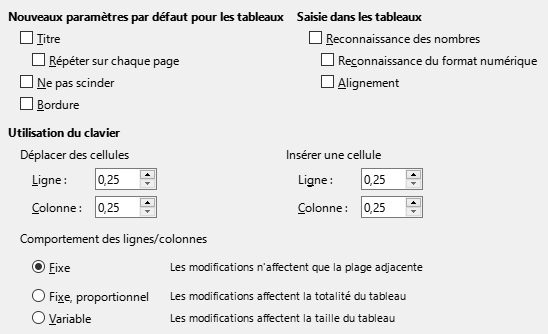 Nouveaux paramètres par défaut pour les tableaux
Titre
Répéter sur chaque page
Ne pas scinder
Bordure
Saisie dans les tableaux
Reconnaissance des nombres
Reconnaissance du format numérique
Alignement
Utilisation du clavier
Déplacer des cellules
Ligne : 0,25
Colonne : 0,25
Insérer une cellule
Ligne : 0,25
Colonne : 0,25
Comportement des lignes/colonnes
Fixe Les modifications n'affectent que la plage adjacente
Fixe, proportionnel Les modifications affectent la totalité du tableau
Variable Les modifications affectent la taille du tableau